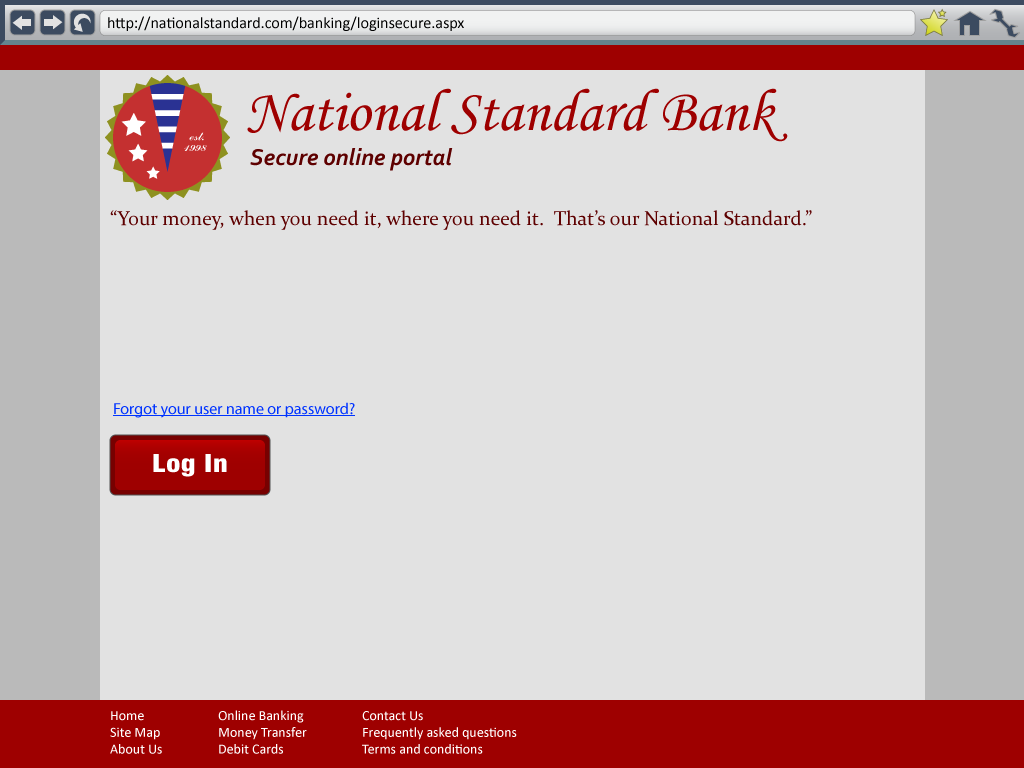 http://nationalstandard.com/banking/loginsecure.aspx
est.
1998
National Standard Bank
Secure online portal
“Your money, when you need it, where you need it.  That’s our National Standard.”
Forgot your user name or password?
Log In
Home
Site Map
About Us
Online Banking
Money Transfer
Debit Cards
Contact Us
Frequently asked questions
Terms and conditions